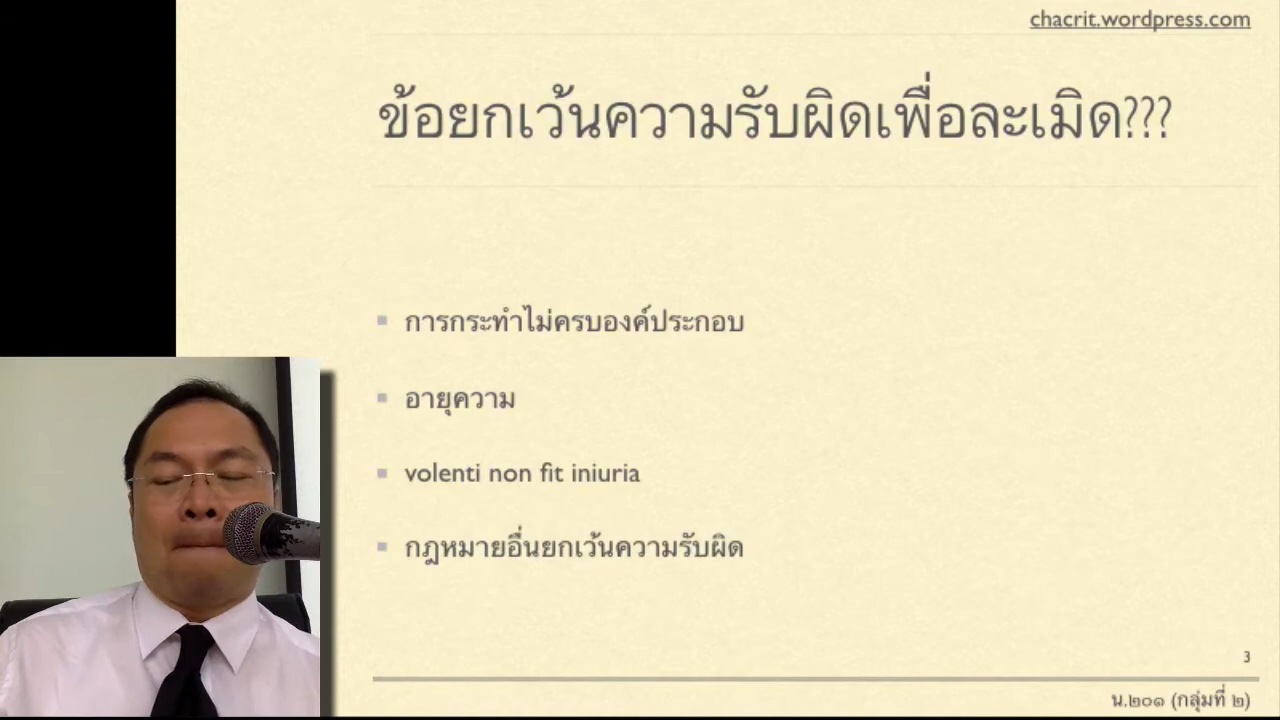 chacrit.wordpress.com
ข้อยกเว้นความรับผิดเพื่อละเมิด???
การกระทำไม่ครบองค์ประกอบ
อายุความ
volenti non fit iniuria
กฎหมายอื่นยกเว้นความรับผิด
3
น.๒๐๑ (กลุ่มที่ ๒)